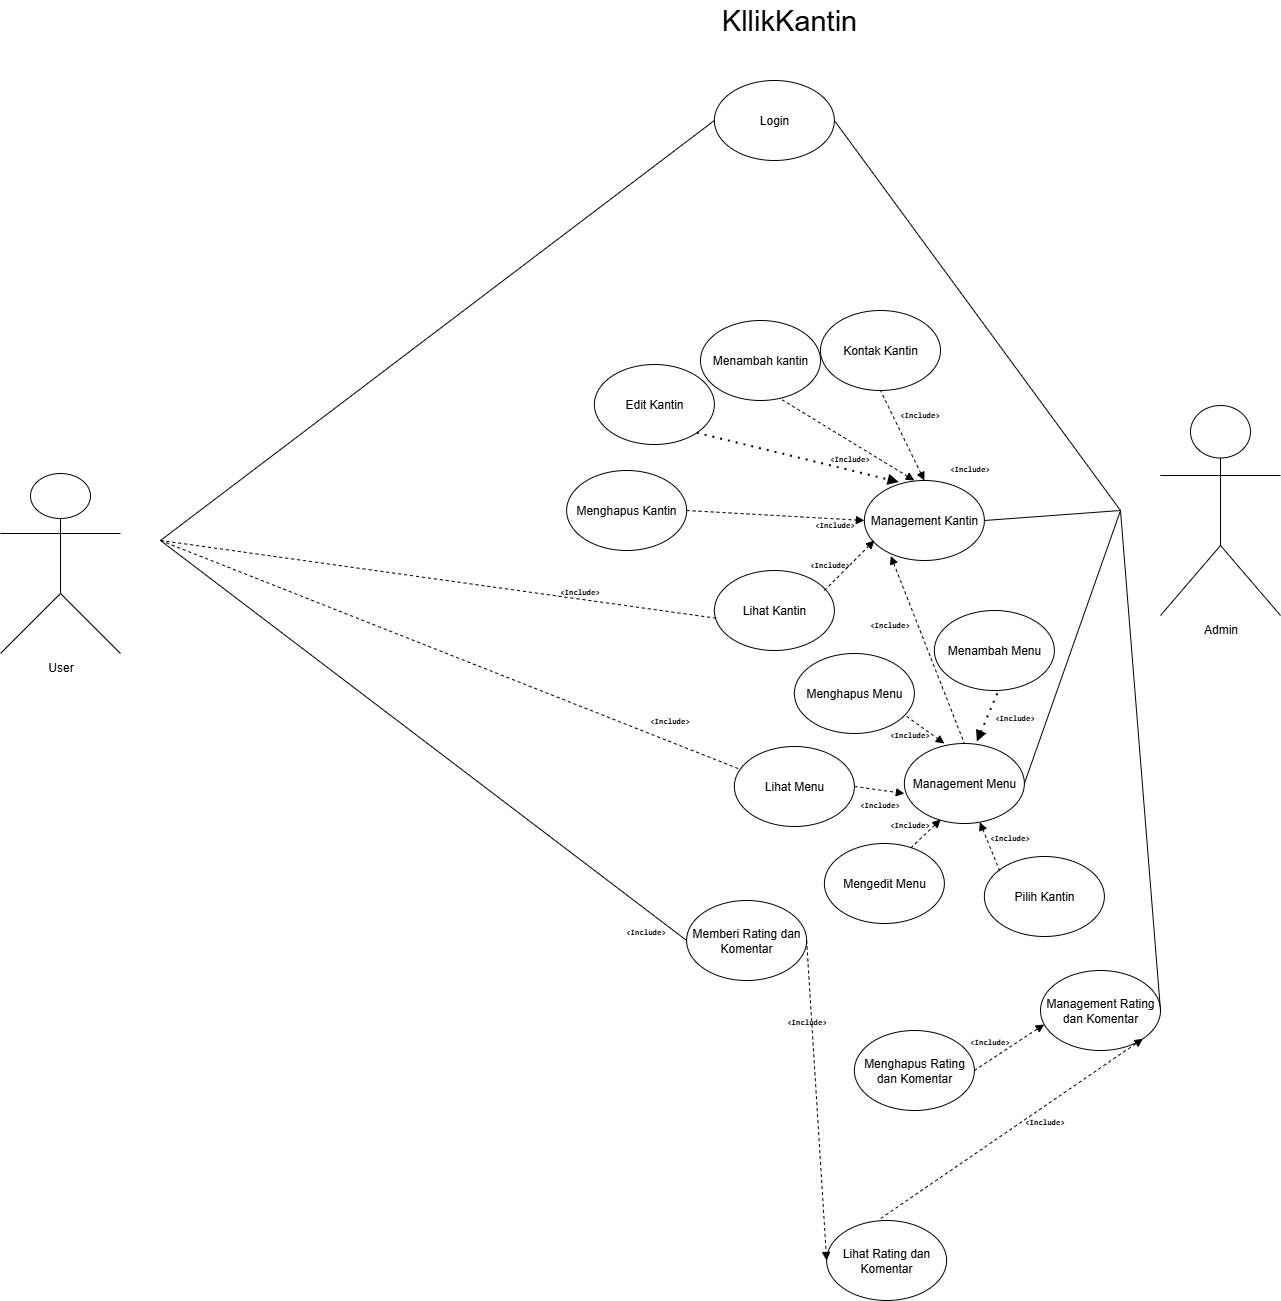 KllikKantin
Login
Kontak Kantin
Menambah kantin
Edit Kantin
<Include>
<Include>
<Include>
Menghapus Kantin
Management Kantin
<Include>
<Include>
<Include>
Lihat Kantin
<Include>
Menambah Menu
User
Admin
Menghapus Menu
<Include>
<Include>
<Include>
Management Menu
Lihat Menu
<Include>
<Include>
<Include>
Mengedit Menu
Pilih Kantin
<Include>
Memberi Rating dan
Komentar
Management Rating
dan Komentar
<Include>
<Include>
Menghapus Rating
dan Komentar
<Include>
Lihat Rating dan
Komentar